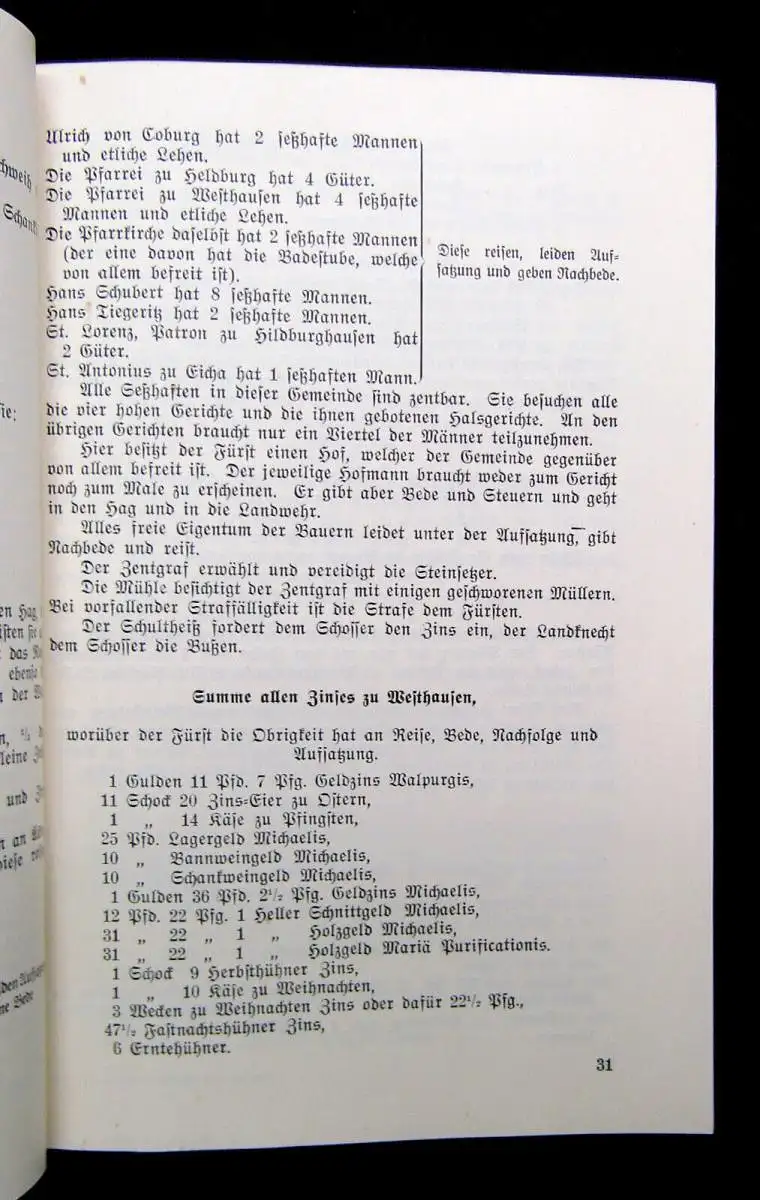 Ulrich von Coburg hat 2 seßhafte Mannen
und etliche Lehen.
Die Pfarrei zu Heldburg hat 4 Güter.
Die Pfarrei zu Westhausen hat 4 seßhafte
Mannen und etliche Lehen.
Die Pfarrkirche daselbst hat 2 seßhafte Mannen
(der eine davon hat die Badestube, welche
von allem befreit ist).
Hans Schubert hat 8 seßhafte Mannen.
Hans Tiegeritz hat 2 seßhafte Mannen.
St. Lorenz, Patron zu Hildburghausen hat
2 Güter.
St. Antonius zu Eicha hat 1 seßhaften Mann.
Diese reisen, leiden Auf-
satzung und geben Nachbede.
Alle Seßhaften in dieser Gemeinde sind zentbar. Sie besuchen alle
die vier hohen Gerichte und die ihnen gebotenen Halsgerichte. An den
übrigen Gerichten braucht nur ein Viertel der Männer teilzunehmen.
Hier besitzt der Fürst einen Hof, welcher der Gemeinde gegenüber
von allem befreit ist. Der jeweilige Hofmann braucht weder zum Gericht
noch zum Male zu erscheinen. Er gibt aber Bede und Steuern und geht
in den Hag und in die Landwehr.
Alles freie Eigentum der Bauern leidet unter der Aufsatzung, gibt
Nachbede und reist.
Der Zentgraf erwählt und vereidigt die Steinsetzer.
Die Mühle besichtigt der Zentgraf mit einigen geschworenen Müllern.
Bei vorfallender Straffälligkeit ist die Strafe dem Fürsten.
Der Schultheiß fordert dem Schosser den Zins ein, der Landknecht
dem Schosser die Bußen.
Summe allen Zinses zu Westhausen,
worüber der Fürst die Obrigkeit hat an Reise, Bede, Nachfolge und
Aufsatzung.
1 Gulden 11 Pfd. 7 Pfg. Geldzins Walpurgis,
11 Schock 20 Zins-Eier zu Ostern,
1 „ 14 Käse zu Pfingsten,
25 Pfd. Lagergeld Michaelis,
10 „ Bannweingeld Michaelis,
10 „ Schankweingeld Michaelis,
1 Gulden 36 Pfd. 2½ Pfg. Geldzins Michaelis,
12 Pfd. 22 Pfg. 1 Heller Schnittgeld Michaelis,
31 „ 22 „ 1 „ Holzgeld Michaelis,
31 „ 22 „ 1 „ Holzgeld Mariä Purificationis.
1 Schock 9 Herbsthühner Zins,
1 „ 10 Käse zu Weihnachten,
3 Wecken zu Weihnachten Zins oder dafür 22½ Pfg.,
47½ Fastnachtshühner Zins,
6 Erntehühner.
31